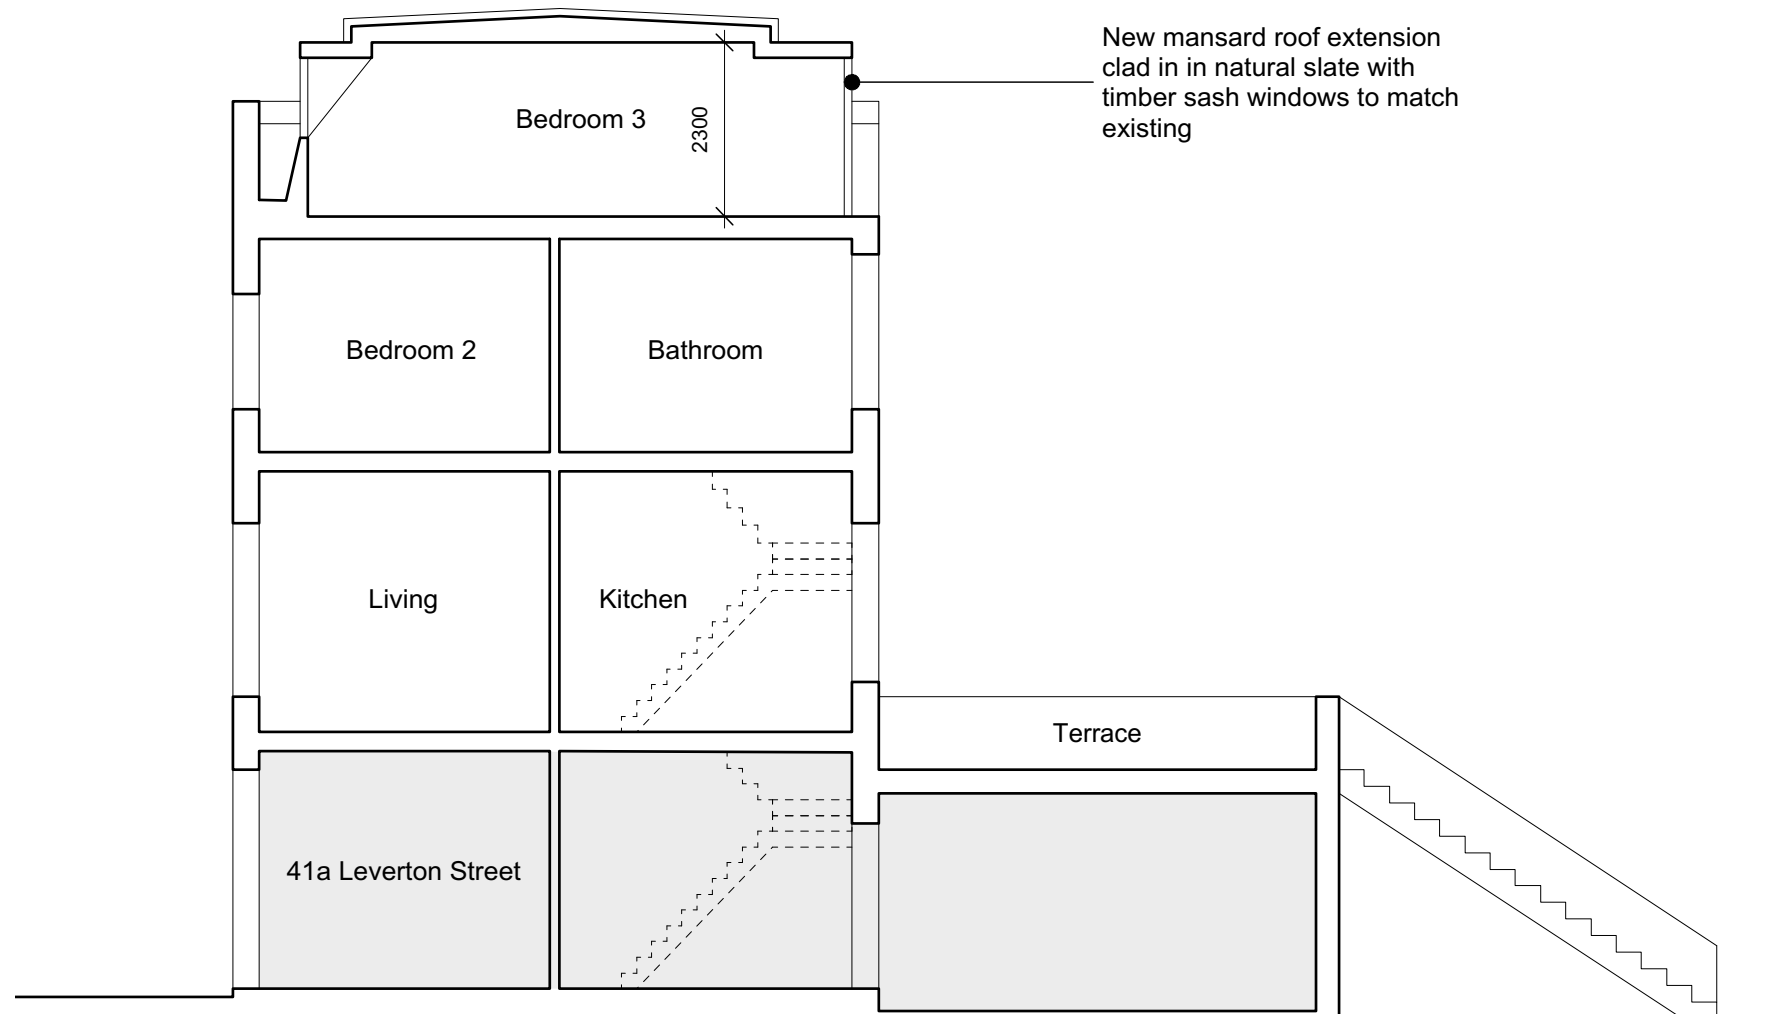 New mansard roof extension
clad in in natural slate with
timber sash windows to match
existing
Bedroom 3
2300
Bedroom 2
Bathroom
Living
Kitchen
Terrace
41a Leverton Street